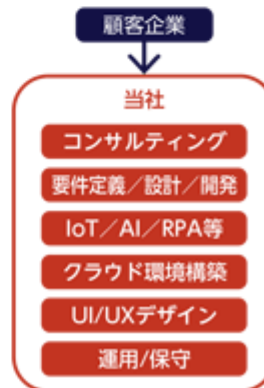 顧客企業
当社
コンサルティング
要件定義／設計／開発
IoT／AI／RPA等
クラウド環境構築
UI/UXデザイン
運用/保守